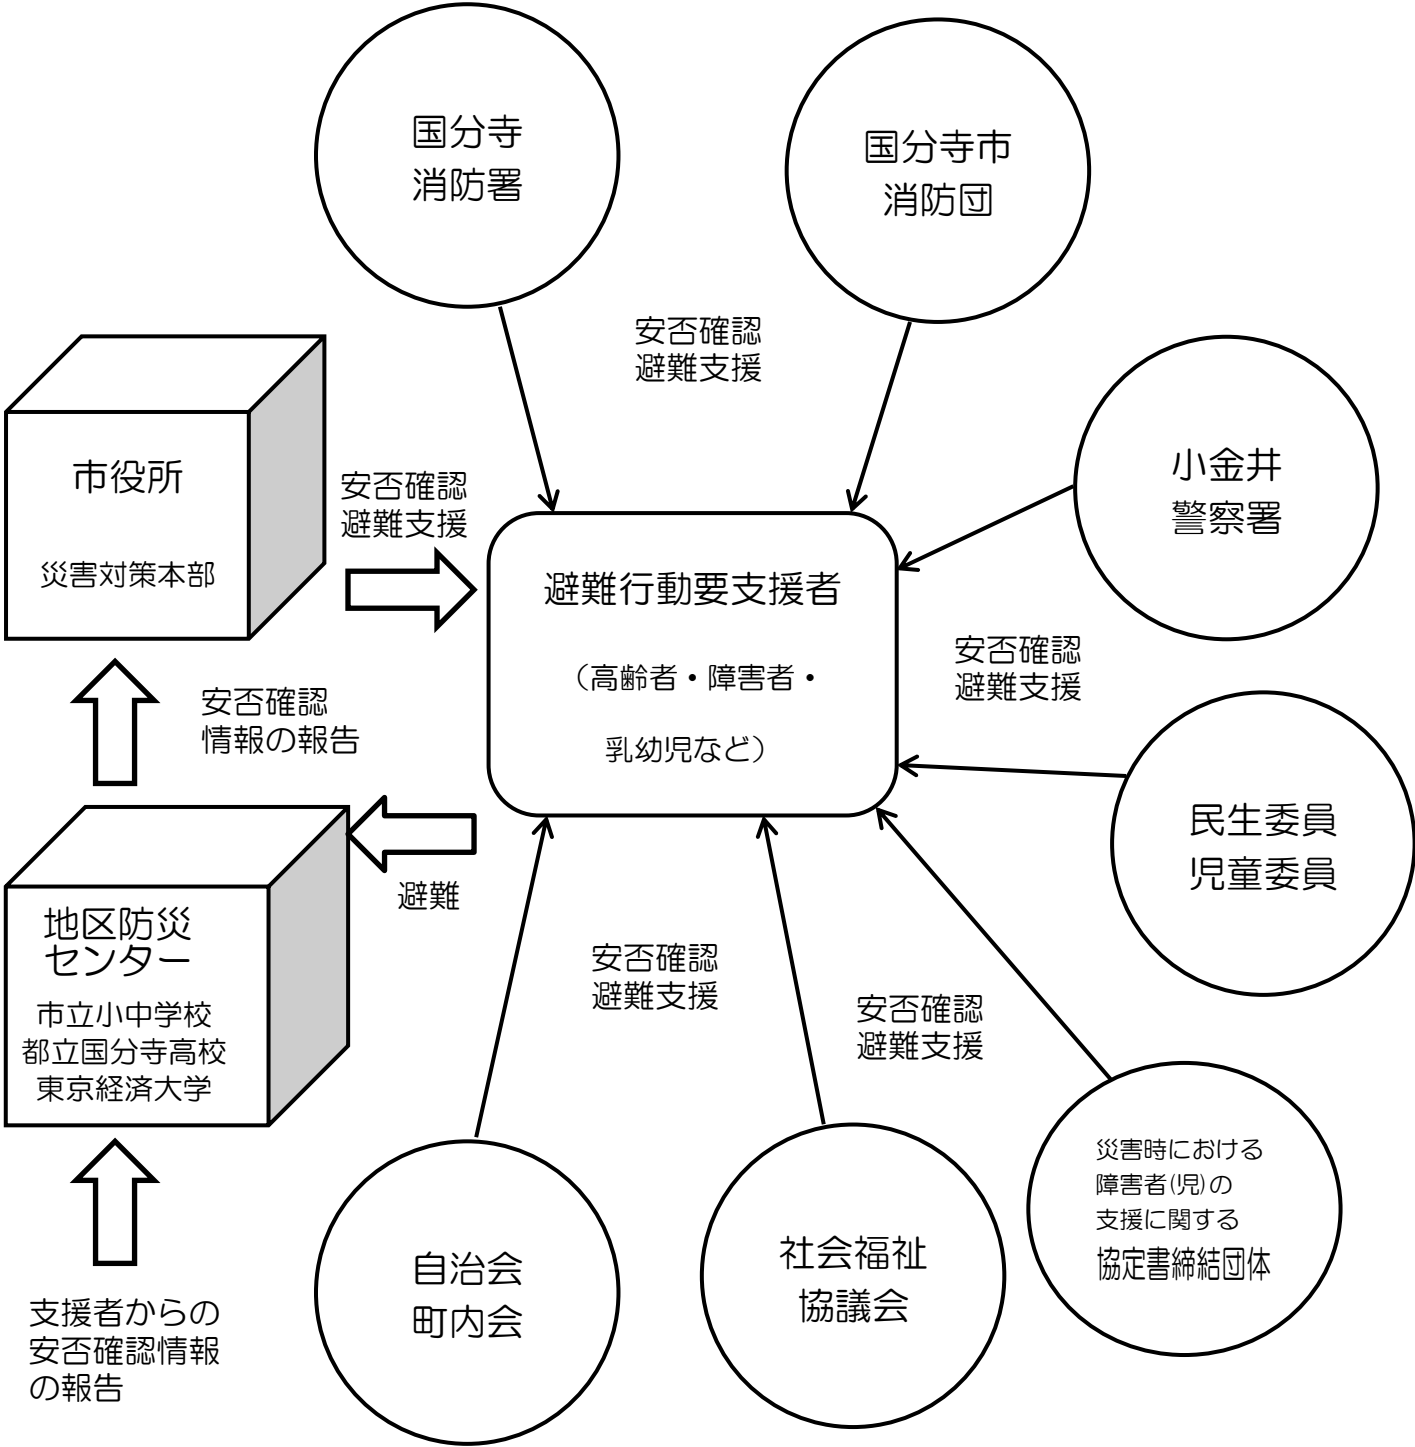 国分寺
消防署
国分寺市
消防団
安否確認
避難支援
小金井
警察署
市役所
災害対策本部
安否確認
避難支援
避難行動要支援者
（高齢者・障害者・
乳幼児など）
安否確認
避難支援
安否確認
情報の報告
民生委員
児童委員
避難
地区防災
センター
市立小中学校
都立国分寺高校
東京経済大学
安否確認
避難支援
安否確認
避難支援
災害時における
障害者(児)の
支援に関する
協定書締結団体
社会福祉
協議会
自治会
町内会
支援者からの
安否確認情報
の報告